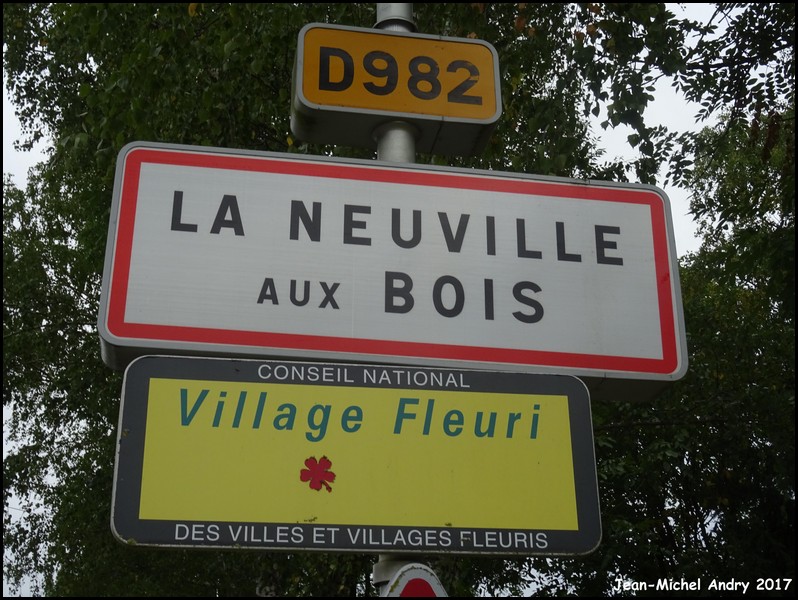 D982
LA NEUVILLE
AUX BOIS
CONSEIL NATIONAL
Village Fleuri
DES VILLES ET VILLAGES FLEURIS
Jean-Michel Andry 2017